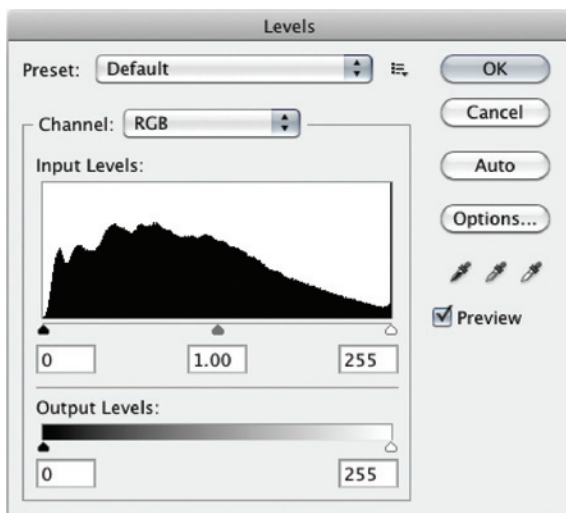 Levels
Preset: Default
OK
Channel: RGB
Cancel
Input Levels:
Auto
Options...
Preview
0 1.00 255
Output Levels:
0 255